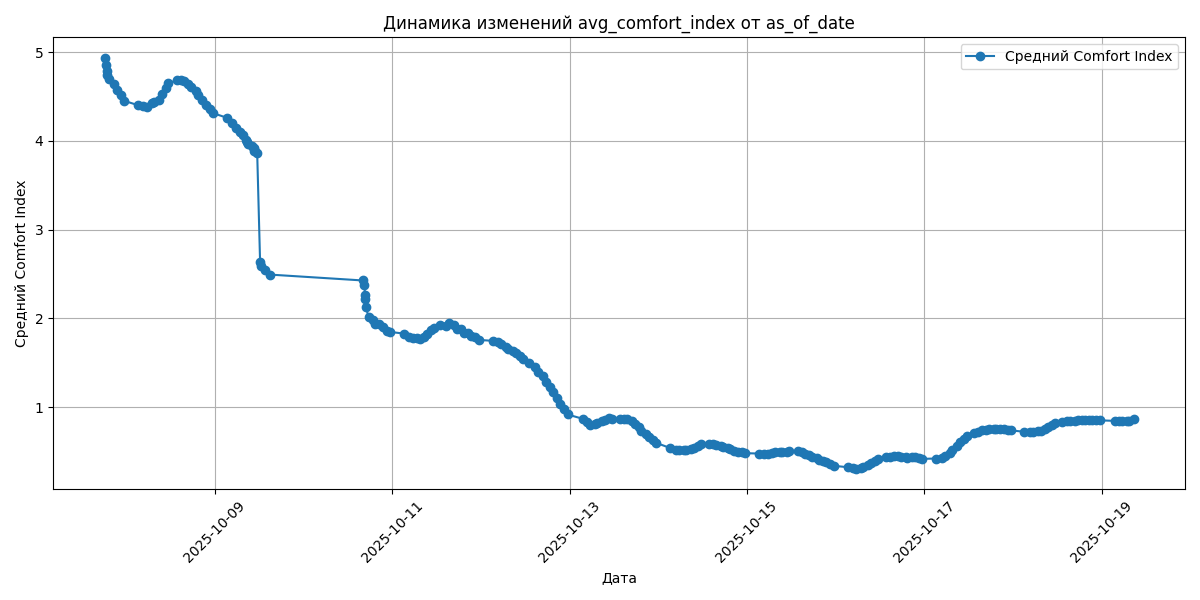 Динамика изменений avg_comfort_index от as_of_date
Средний Comfort Index
5
4
3
2
1
Средний Comfort Index
2025-10-09
2025-10-11
2025-10-13
2025-10-15
2025-10-17
2025-10-19
Дата